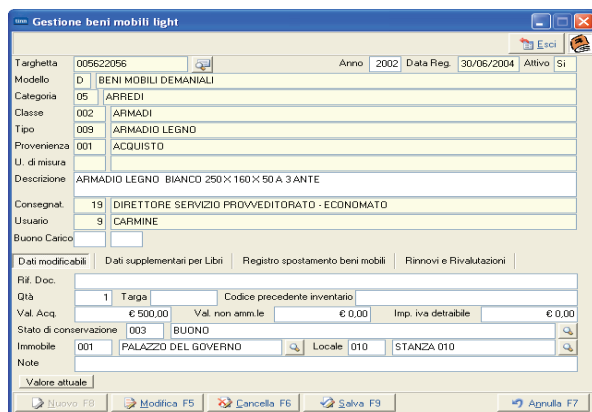 Gestione beni mobili light
Esci
Targhetta 005622056 Anno 2002 Data Reg. 30/06/2004 Attivo Si
Modello D BENI MOBILI DEMANIALI
Categoria 05 ARREDI
Classe 002 ARMADI
Tipo 009 ARMADIO LEGNO
Provenienza 001 ACQUISTO
U. di misura
Descrizione ARMADIO LEGNO BIANCO 250 X 160 X 50 A 3 ANTE
Consegnat. 19 DIRETTORE SERVIZIO PROVVEDITORATO - ECONOMATO
Usuario 9 CARMINE
Buono Carico
Dati modificabili Dati supplementari per Libri Registro spostamento beni mobili Rinnovi e Rivalutazioni
Rif. Doc.
Qtà 1 Targa Codice precedente inventario
Val. Acq. € 500,00 Val. non amm.le € 0,00 Imp. iva detraibile € 0,00
Stato di conservazione 003 BUONO
Immobile 001 PALAZZO DEL GOVERNO Locale 010 STANZA 010
Note
Valore attuale
Nuovo F8 Modifica F5 Cancella F6 Salva F9 Annulla F7